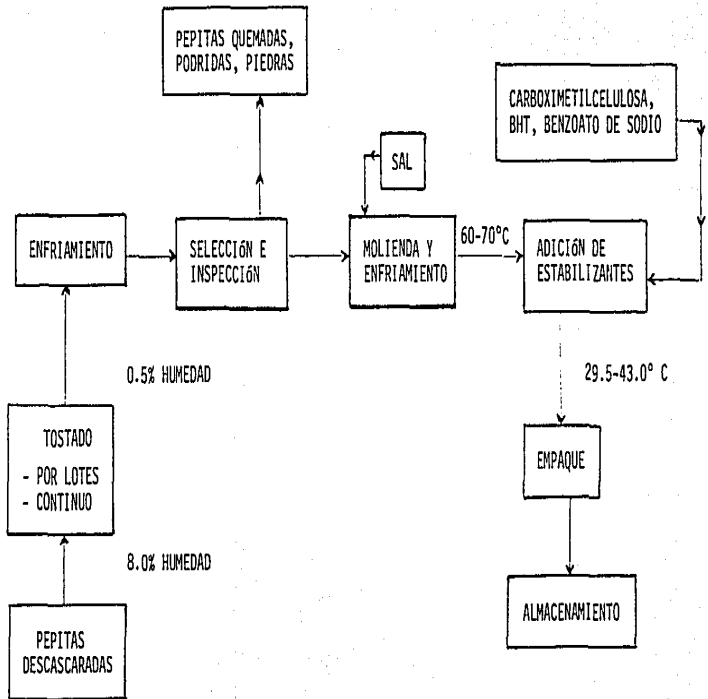 PEPITAS QUEMADAS,
PODRIDAS, PIEDRAS
CARBOXIMETILCELULOSA,
BHT, BENZOATO DE SODIO
SAL
ENFRIAMIENTO
SELECCIóN E
INSPECCIóN
MOLIENDA Y
ENFRIAMIENTO
60-70°C
ADICIóN DE
ESTABILIZANTES
0.5% HUMEDAD
29.5-43.0° C
TOSTADO
- POR LOTES
- CONTINUO
EMPAQUE
8.0% HUMEDAD
ALMACENAMIENTO
PEPITAS
DESCASCARADAS